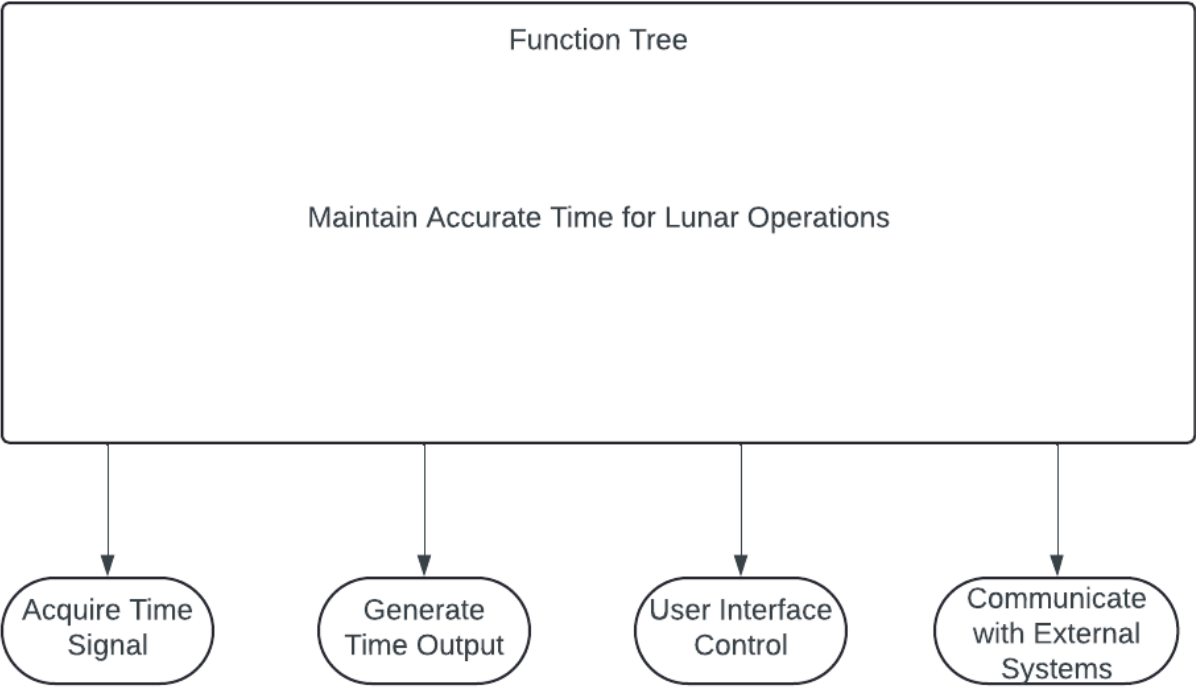 Function Tree
Maintain Accurate Time for Lunar Operations
Acquire Time
Signal
Generate
Time Output
User Interface
Control
Communicate
with External
Systems